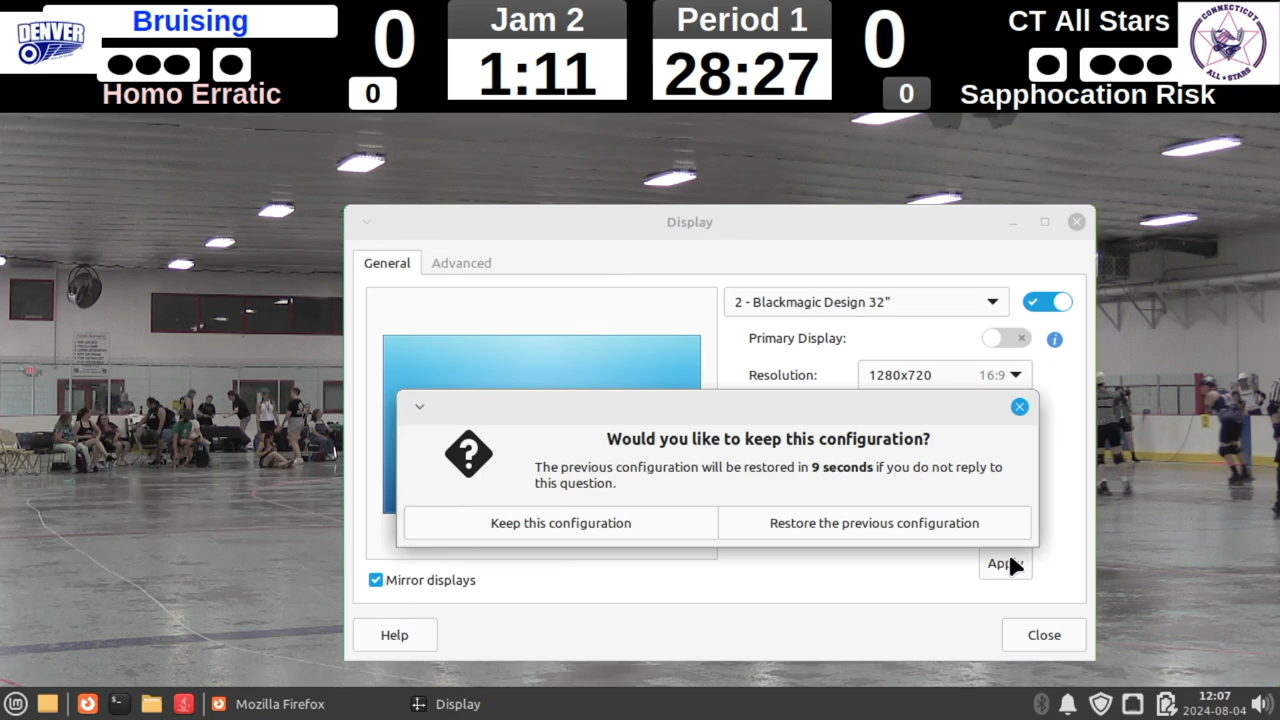 DENVER
Bruising
0
Jam 2
Period 1
0
CT All Stars
CONNECTICUT
ALL ★ STARS
1:11
28:27
Homo Erratic
0
0
Sapphocation Risk
Display
General
Advanced
2 - Blackmagic Design 32"
Primary Display:
Resolution:
1280x720
16:9
Would you like to keep this configuration?
The previous configuration will be restored in 9 seconds if you do not reply to
this question.
Keep this configuration
Restore the previous configuration
Apply
Mirror displays
Help
Close
Mozilla Firefox
Display
12:07
2024-08-04